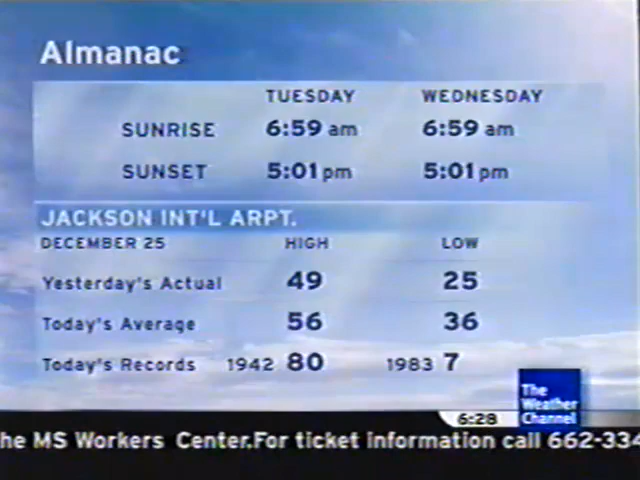 Almanac
TUESDAY WEDNESDAY
SUNRISE 6:59 am 6:59 am
SUNSET 5:01 pm 5:01 pm
JACKSON INT'L ARPT.
DECEMBER 25 HIGH LOW
Yesterday's Actual 49 25
Today's Average 56 36
Today's Records 1942 80 1983 7
The
Weather
Channel
6:28
he MS Workers Center.For ticket information call 662-334